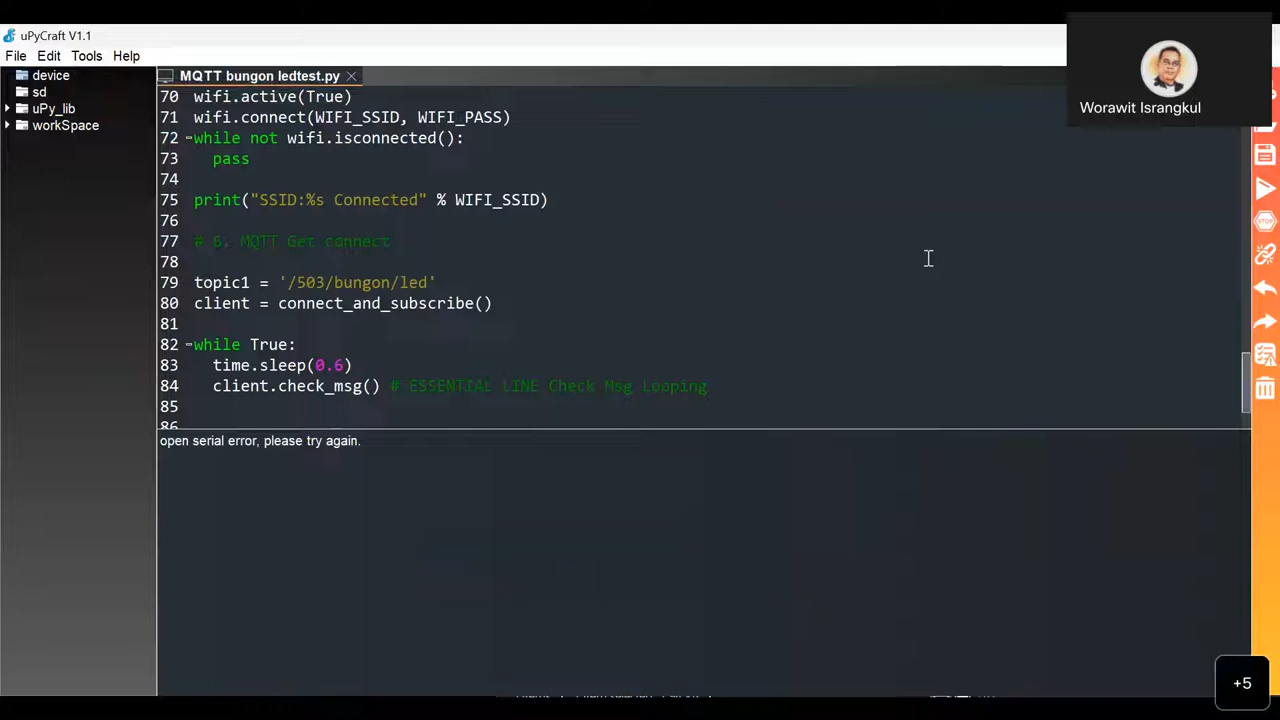 uPyCraft V1.1
File Edit Tools Help
device
sd
uPy_lib
workSpace
MQTT bungon ledtest.py
70 wifi.active(True)
71 wifi.connect(WIFI_SSID, WIFI_PASS)
72 while not wifi.isconnected():
73 pass
74
75 print("SSID:%s Connected" % WIFI_SSID)
76
77 # 6. MQTT Get connect
78
79 topic1 = '/503/bungon/led'
80 client = connect_and_subscribe()
81
82 while True:
83 time.sleep(0.6)
84 client.check_msg() # ESSENTIAL LINE Check Msg Looping
85
86
open serial error, please try again.
Worawit Israngkul
STOP
+5